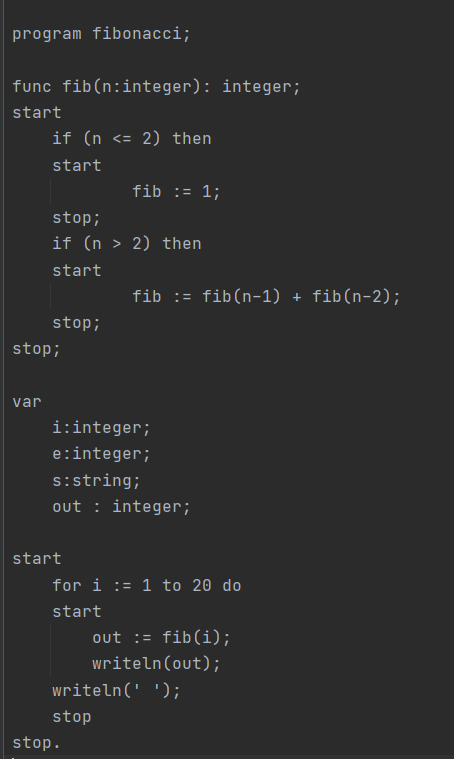 program fibonacci;
func fib(n:integer): integer;
start
if (n <= 2) then
start
fib := 1;
stop;
if (n > 2) then
start
fib := fib(n-1) + fib(n-2);
stop;
stop;
var
i:integer;
e:integer;
s:string;
out : integer;
start
for i := 1 to 20 do
start
out := fib(i);
writeln(out);
writeln(' ');
stop
stop.